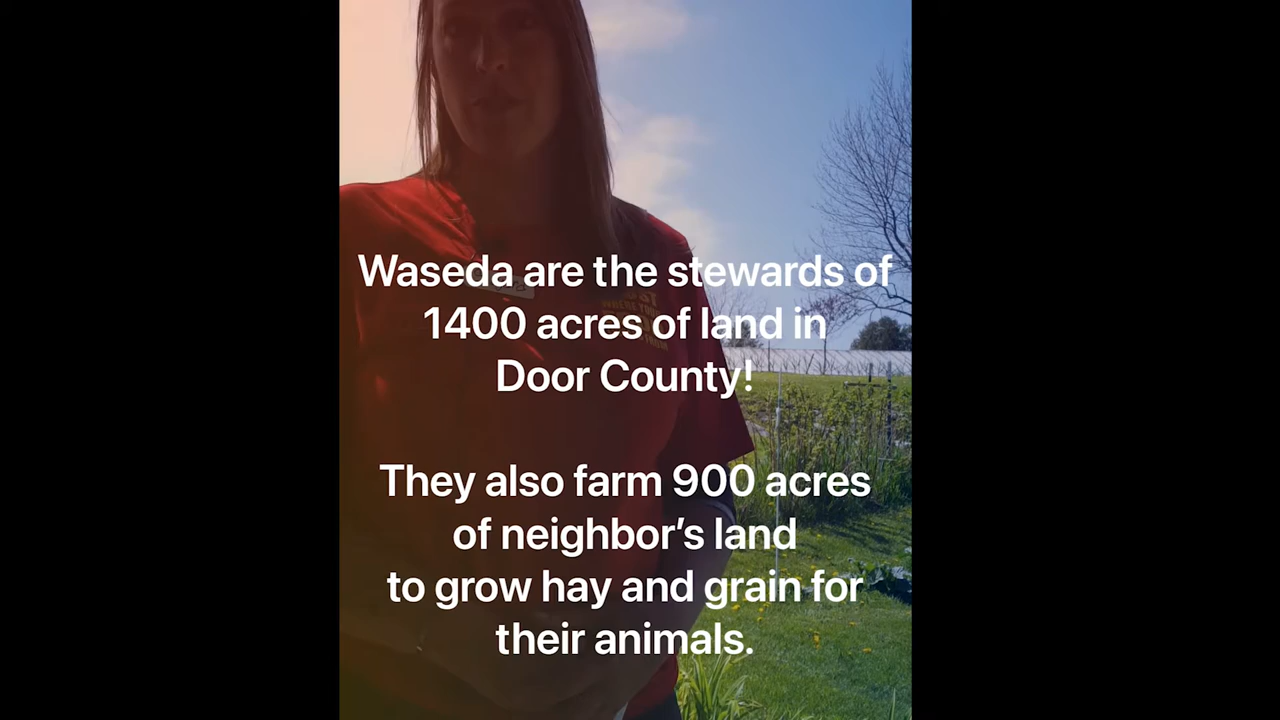 Waseda are the stewards of
1400 acres of land in
Door County!
They also farm 900 acres
of neighbor’s land
to grow hay and grain for
their animals.